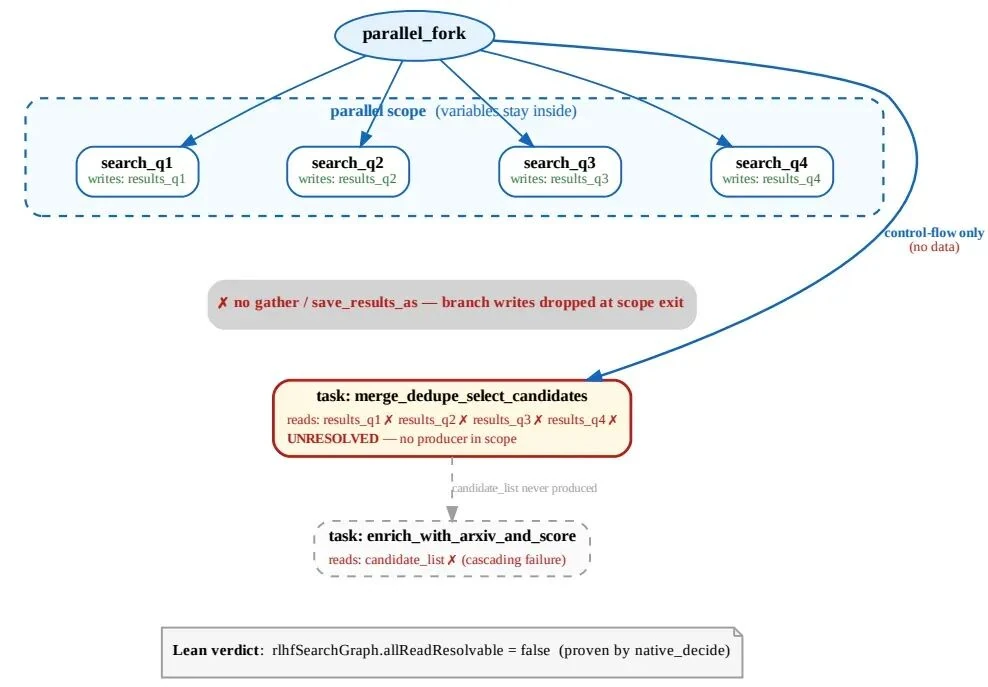 parallel_fork
parallel scope (variables stay inside)
search_q1
writes: results_q1
search_q2
writes: results_q2
search_q3
writes: results_q3
search_q4
writes: results_q4
control-flow only
(no data)
✗ no gather / save_results_as — branch writes dropped at scope exit
task: merge_dedupe_select_candidates
reads: results_q1 ✗ results_q2 ✗ results_q3 ✗ results_q4 ✗
UNRESOLVED — no producer in scope
candidate_list never produced
task: enrich_with_arxiv_and_score
reads: candidate_list ✗ (cascading failure)
Lean verdict: rlhfSearchGraph.allReadResolvable = false (proven by native_decide)